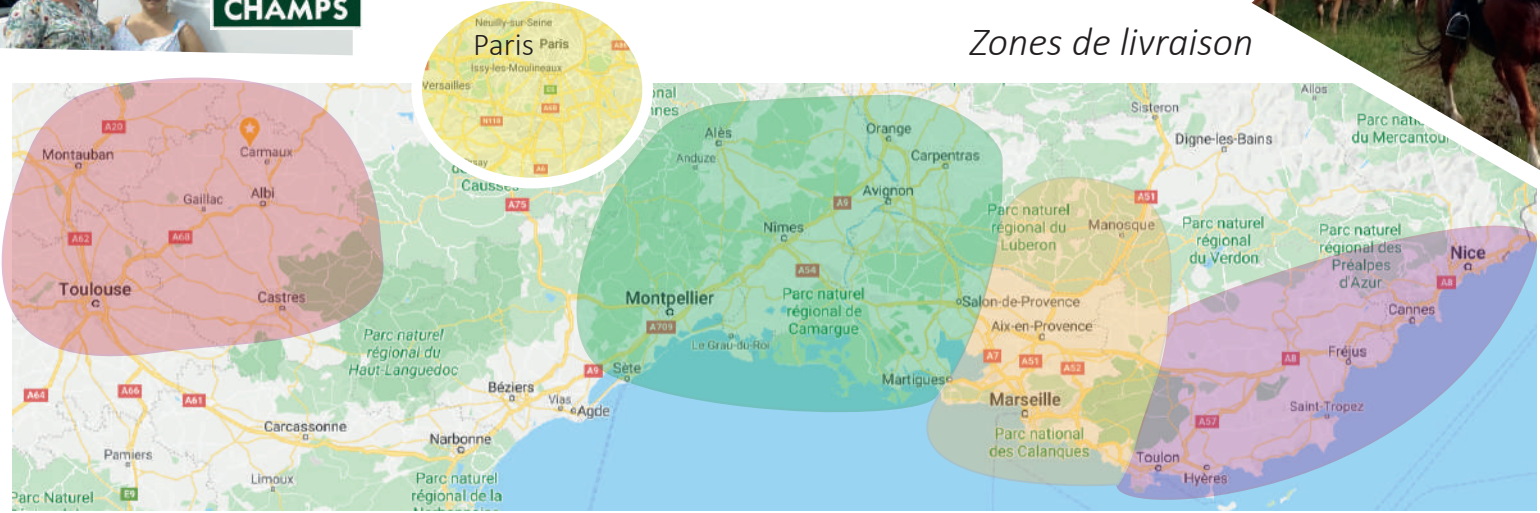 CHAMPS
Zones de livraison
Neuilly-sur-Seine
Paris Paris
Issy-les-Moulineaux
Versailles
A86
N118
A6
Montauban
A20
Carmaux
Gaillac
Albi
A62
A68
Toulouse
Castres
A64
A66
A61
Pamiers
E9
Parc Naturel
Limoux
Carcassonne
Parc naturel
régional du
Haut-Languedoc
Causses
A75
Béziers
Vias
Agde
A9
Narbonne
Parc naturel
régional de la
Alès
Anduze
Orange
Carpentras
Avignon
A9
Nîmes
A54
Montpellier
A709
Le Grau-du-Roi
Sète
Parc naturel
régional de
Camargue
Martigues
Salon-de-Provence
Parc naturel
régional du
Luberon
Manosque
A51
Aix-en-Provence
A7
A51
A52
Marseille
Parc national
des Calanques
Sisteron
Digne-les-Bains
Allos
du Mercantour
Parc naturel
régional
du Verdon
Parc naturel
régional des
Préalpes
d'Azur
Nice
A8
Cannes
Fréjus
A8
Saint-Tropez
A57
Toulon
Hyères